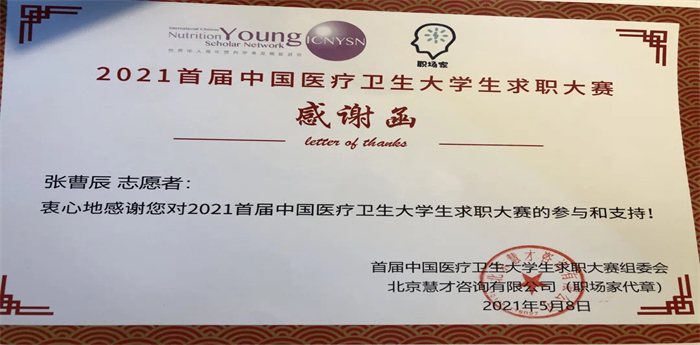 International Chinese
Nutrition Young
Scholar Network
ICNYSN
职场家
2021首届中国医疗卫生大学生求职大赛
感谢函
letter of thanks
张曹辰 志愿者：
衷心地感谢您对2021首届中国医疗卫生大学生求职大赛的参与和支持！
首届中国医疗卫生大学生求职大赛组委会
北京慧才咨询有限公司（职场家代章）
2021年5月8日